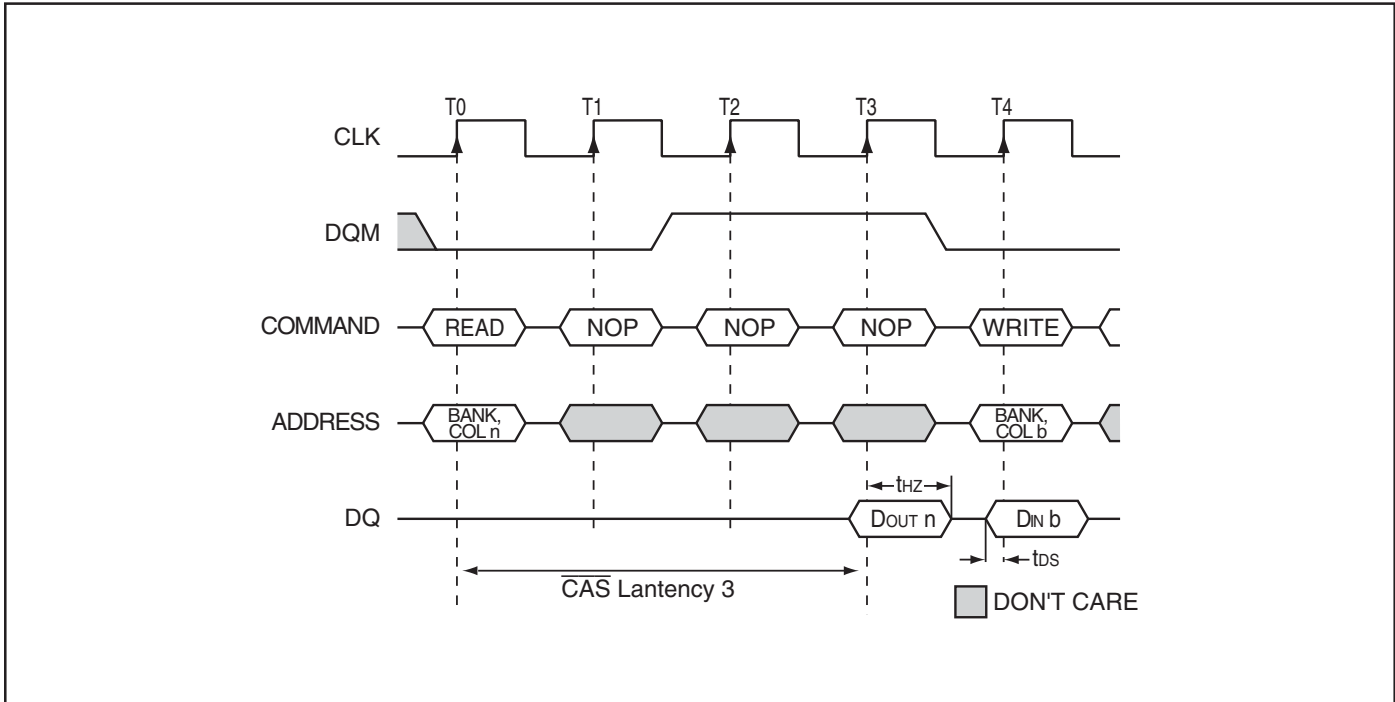 T0 T1 T2 T3 T4
CLK
DQM
COMMAND READ NOP NOP NOP WRITE
ADDRESS BANK, COL n BANK, COL b
tHZ
DQ DOUT n DIN b
tDS
CAS Lantency 3
DON'T CARE